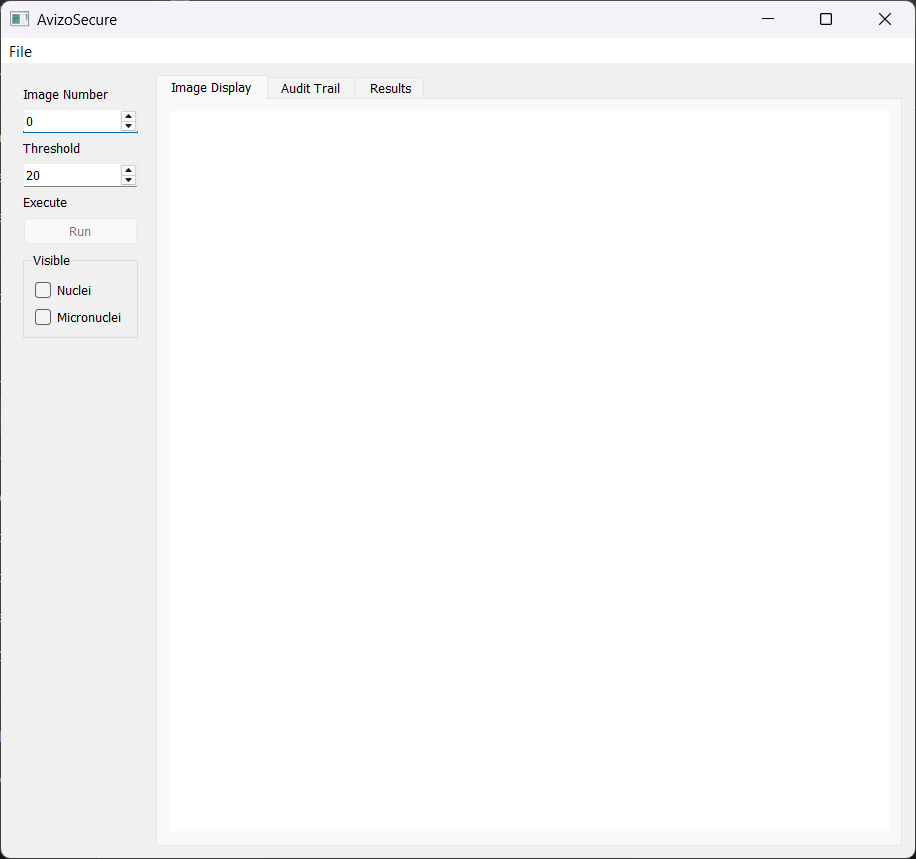 AvizoSecure
File
Image Number
0
Threshold
20
Execute
Run
Visible
Nuclei
Micronuclei
Image Display
Audit Trail
Results